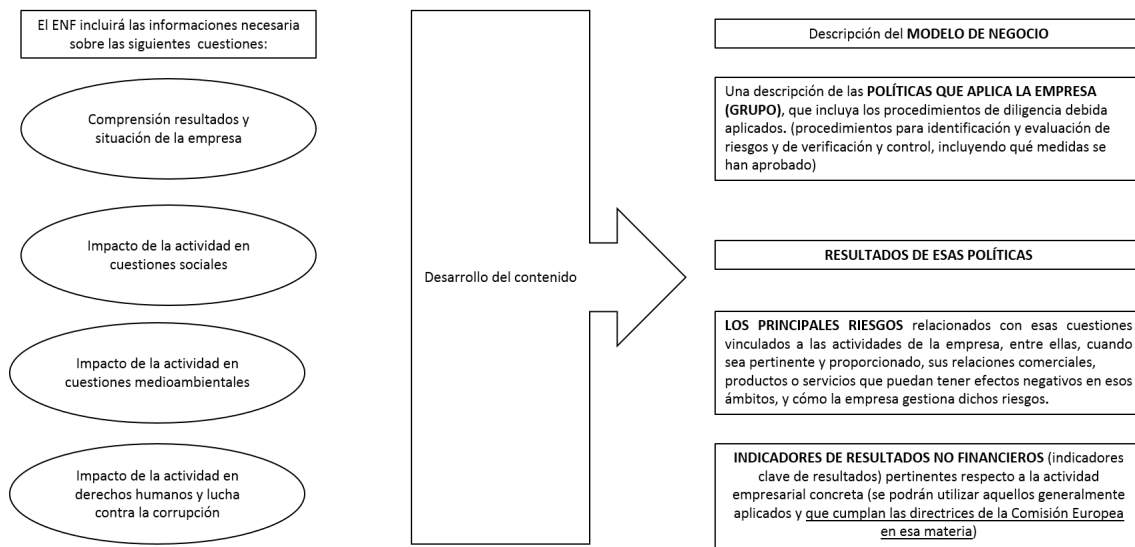 El ENF incluirá las informaciones necesaria
sobre las siguientes cuestiones:
Comprensión resultados y
situación de la empresa
Impacto de la actividad en
cuestiones sociales
Impacto de la actividad en
cuestiones medioambientales
Impacto de la actividad en
derechos humanos y lucha
contra la corrupción
Desarrollo del contenido
Descripción del MODELO DE NEGOCIO
Una descripción de las POLÍTICAS QUE APLICA LA EMPRESA
(GRUPO), que incluya los procedimientos de diligencia debida
aplicados. (procedimientos para identificación y evaluación de
riesgos y de verificación y control, incluyendo qué medidas se
han aprobado)
RESULTADOS DE ESAS POLÍTICAS
LOS PRINCIPALES RIESGOS relacionados con esas cuestiones
vinculados a las actividades de la empresa, entre ellas, cuando
sea pertinente y proporcionado, sus relaciones comerciales,
productos o servicios que puedan tener efectos negativos en esos
ámbitos, y cómo la empresa gestiona dichos riesgos.
INDICADORES DE RESULTADOS NO FINANCIEROS (indicadores
clave de resultados) pertinentes respecto a la actividad
empresarial concreta (se podrán utilizar aquellos generalmente
aplicados y que cumplan las directrices de la Comisión Europea
en esa materia)